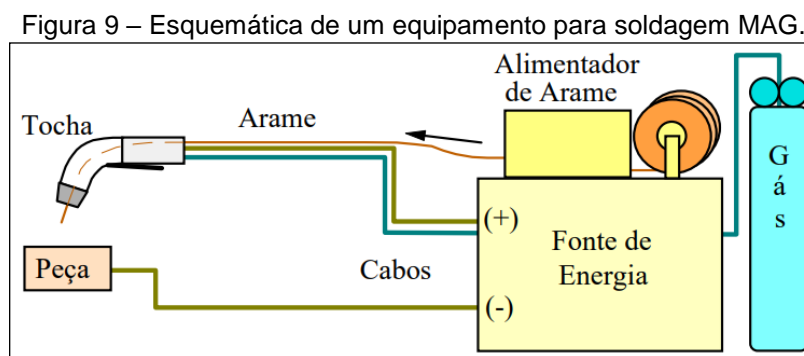 Figura 9 – Esquemática de um equipamento para soldagem MAG.
Alimentador
de Arame
Tocha
Arame
Gás
(+)
Fonte de
Energia
Peça
Cabos
(-)